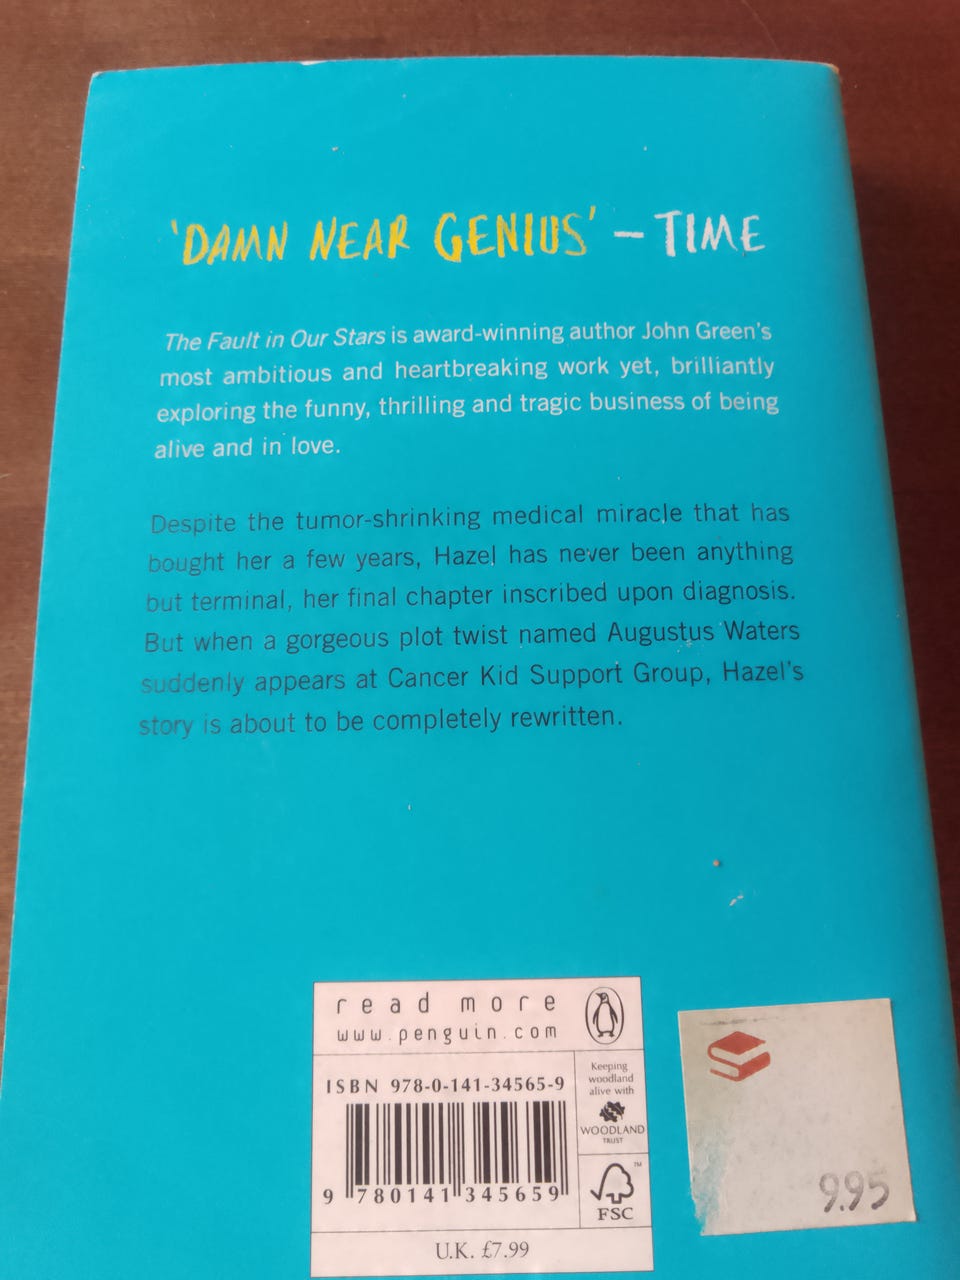 'DAMN NEAR GENIUS' – TIME
The Fault in Our Stars is award-winning author John Green's
most ambitious and heartbreaking work yet, brilliantly
exploring the funny, thrilling and tragic business of being
alive and in love.
Despite the tumor-shrinking medical miracle that has
bought her a few years, Hazel has never been anything
but terminal, her final chapter inscribed upon diagnosis.
But when a gorgeous plot twist named Augustus Waters
suddenly appears at Cancer Kid Support Group, Hazel's
story is about to be completely rewritten.
read more
www.penguin.com
ISBN 978-0-141-34565-9
9 780141 345659
Keeping
woodland
alive with
WOODLAND
TRUST
™
FSC
U.K. £7.99
9.95